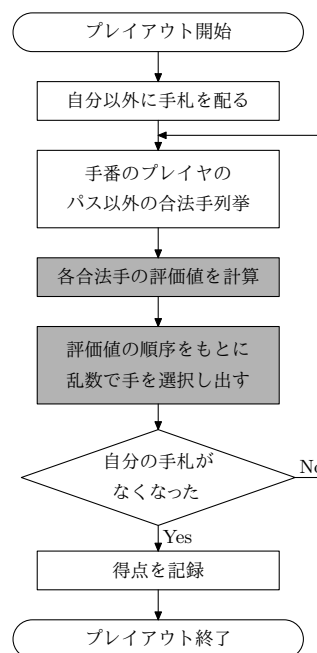 プレイアウト開始
自分以外に手札を配る
手番のプレイヤの
パス以外の合法手列挙
各合法手の評価値を計算
評価値の順序をもとに
乱数で手を選択し出す
自分の手札が
なくなった
No
Yes
得点を記録
プレイアウト終了